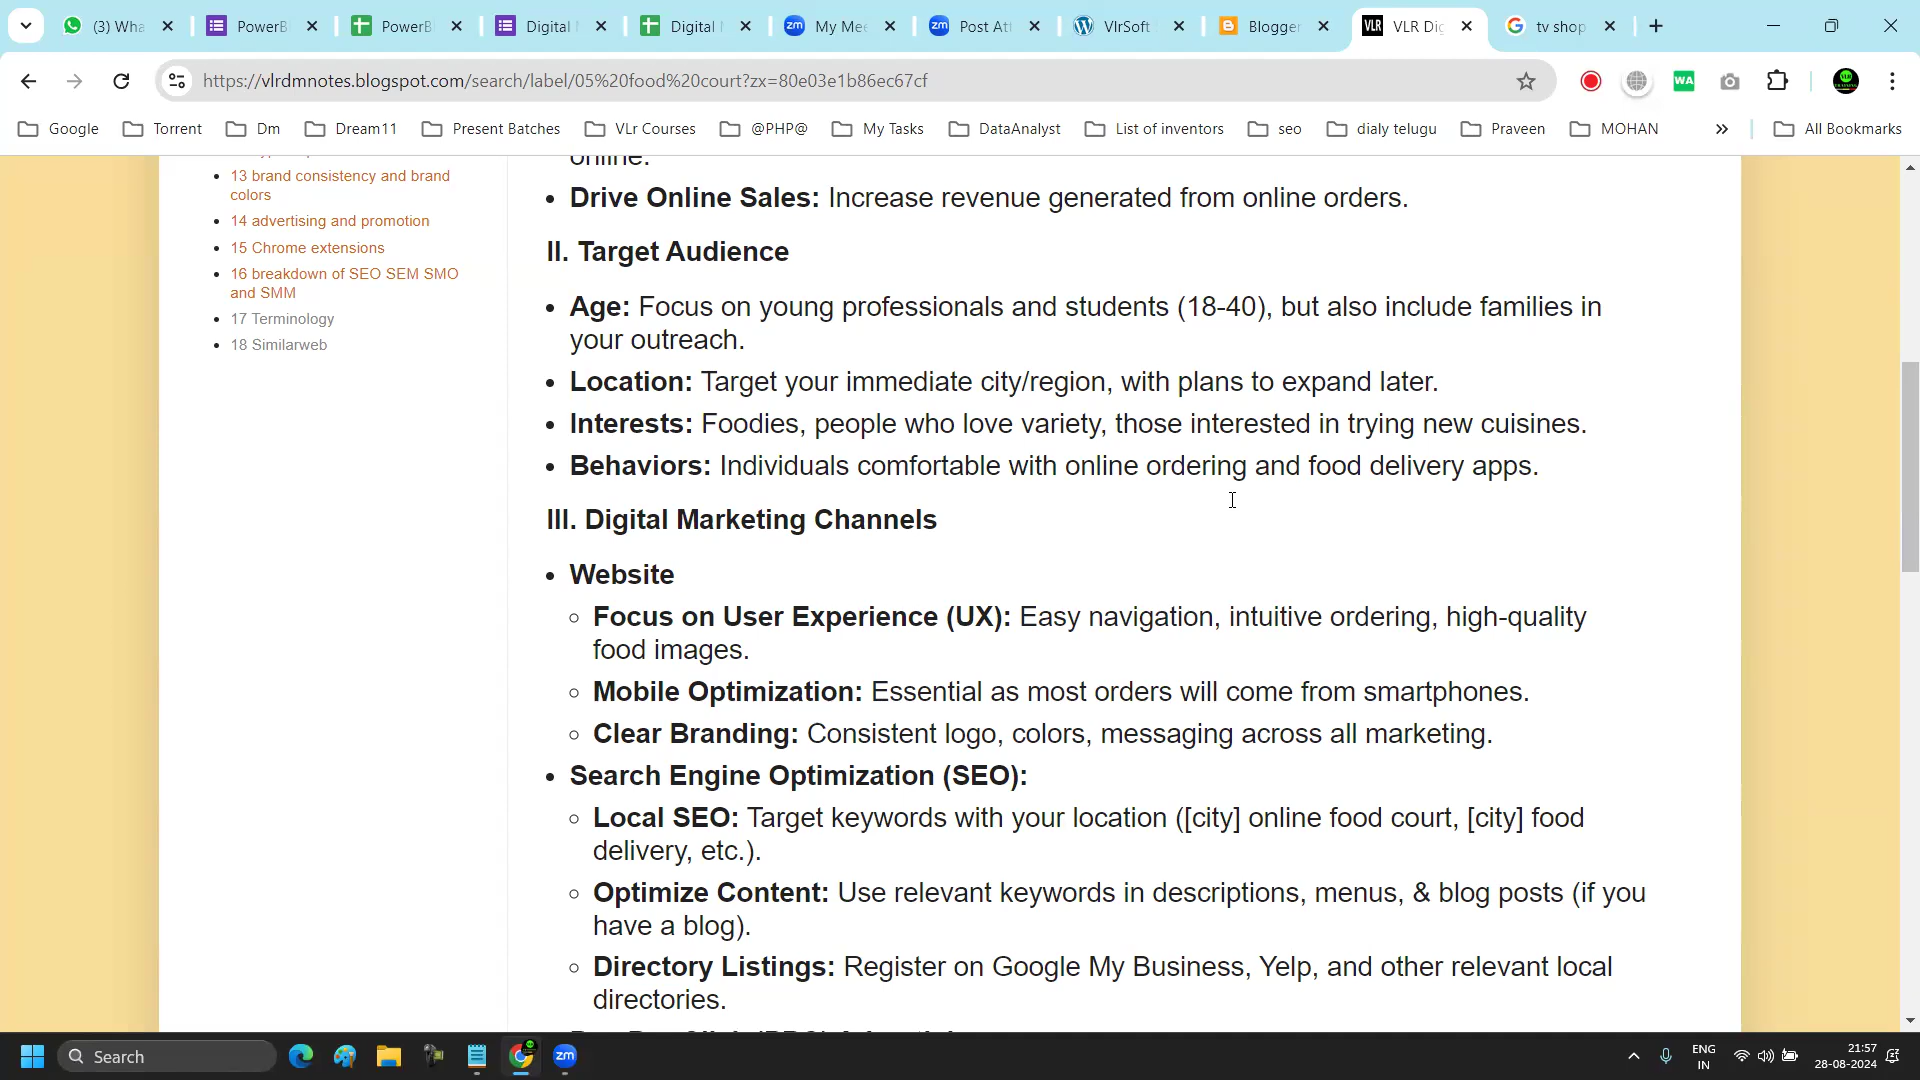 (3) Wha
PowerB
PowerB
Digital
Digital
My Mee
Post Att
VlrSoft
Blogge
VLR Dig
tv shop
https://vlrdmnotes.blogspot.com/search/label/05%20food%20court?zx=80e03e1b86ec67cf
Google
Torrent
Dm
Dream11
Present Batches
VLr Courses
@PHP@
My Tasks
DataAnalyst
List of inventors
seo
dialy telugu
Praveen
MOHAN
All Bookmarks
13 brand consistency and brand
colors
14 advertising and promotion
15 Chrome extensions
16 breakdown of SEO SEM SMO
and SMM
17 Terminology
18 Similarweb
online.
Drive Online Sales: Increase revenue generated from online orders.
II. Target Audience
Age: Focus on young professionals and students (18-40), but also include families in
your outreach.
Location: Target your immediate city/region, with plans to expand later.
Interests: Foodies, people who love variety, those interested in trying new cuisines.
Behaviors: Individuals comfortable with online ordering and food delivery apps.
III. Digital Marketing Channels
Website
Focus on User Experience (UX): Easy navigation, intuitive ordering, high-quality
food images.
Mobile Optimization: Essential as most orders will come from smartphones.
Clear Branding: Consistent logo, colors, messaging across all marketing.
Search Engine Optimization (SEO):
Local SEO: Target keywords with your location ([city] online food court, [city] food
delivery, etc.).
Optimize Content: Use relevant keywords in descriptions, menus, & blog posts (if you
have a blog).
Directory Listings: Register on Google My Business, Yelp, and other relevant local
directories.
Search
ENG
IN
21:57
28-08-2024